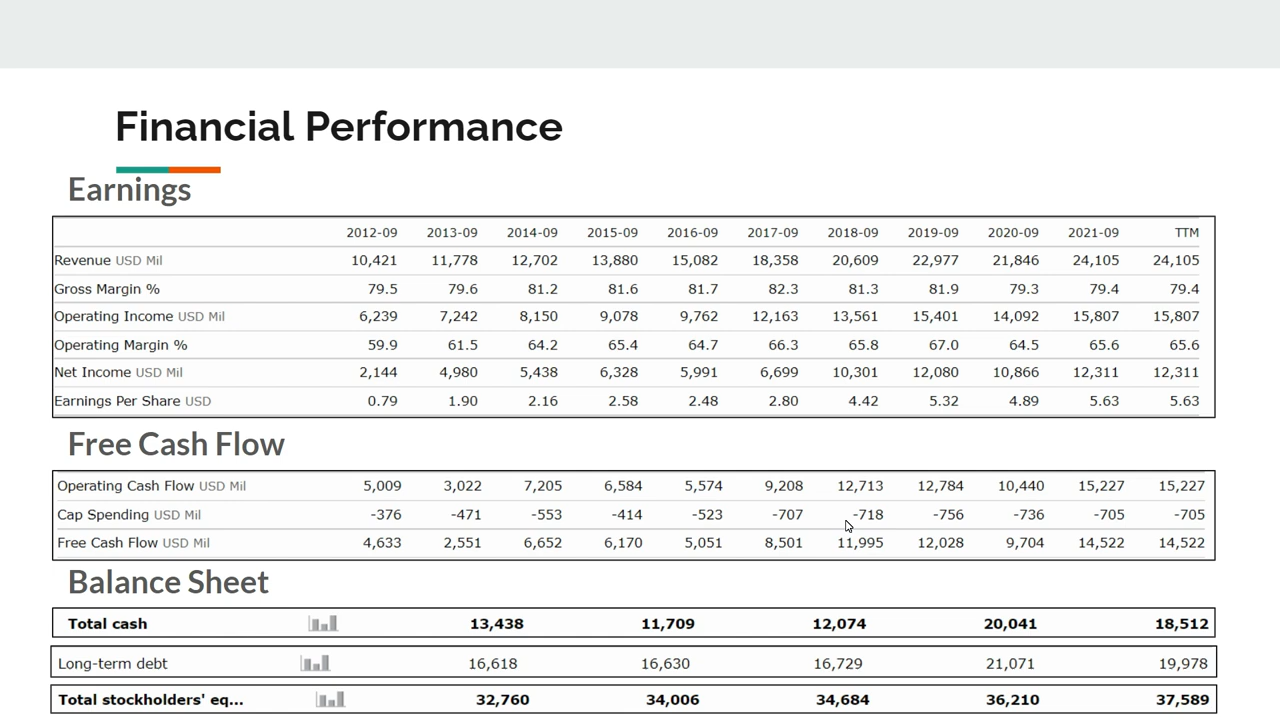 Financial Performance
Earnings
2012-09 2013-09 2014-09 2015-09 2016-09 2017-09 2018-09 2019-09 2020-09 2021-09 TTM
Revenue USD Mil 10,421 11,778 12,702 13,880 15,082 18,358 20,609 22,977 21,846 24,105 24,105
Gross Margin % 79.5 79.6 81.2 81.6 81.7 82.3 81.3 81.9 79.3 79.4 79.4
Operating Income USD Mil 6,239 7,242 8,150 9,078 9,762 12,163 13,561 15,401 14,092 15,807 15,807
Operating Margin % 59.9 61.5 64.2 65.4 64.7 66.3 65.8 67.0 64.5 65.6 65.6
Net Income USD Mil 2,144 4,980 5,438 6,328 5,991 6,699 10,301 12,080 10,866 12,311 12,311
Earnings Per Share USD 0.79 1.90 2.16 2.58 2.48 2.80 4.42 5.32 4.89 5.63 5.63
Free Cash Flow
Operating Cash Flow USD Mil 5,009 3,022 7,205 6,584 5,574 9,208 12,713 12,784 10,440 15,227 15,227
Cap Spending USD Mil -376 -471 -553 -414 -523 -707 -718 -756 -736 -705 -705
Free Cash Flow USD Mil 4,633 2,551 6,652 6,170 5,051 8,501 11,995 12,028 9,704 14,522 14,522
Balance Sheet
Total cash 13,438 11,709 12,074 20,041 18,512
Long-term debt 16,618 16,630 16,729 21,071 19,978
Total stockholders' eq... 32,760 34,006 34,684 36,210 37,589